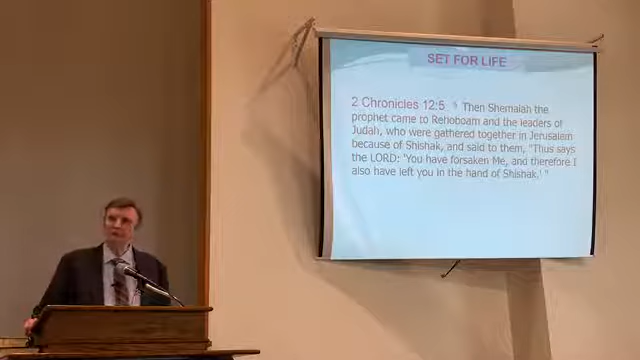 SET FOR LIFE
2 Chronicles 12:5 5 Then Shemaiah the
prophet came to Rehoboam and the leaders of
Judah, who were gathered together in Jerusalem
because of Shishak, and said to them, "Thus says
the LORD: 'You have forsaken Me, and therefore I
also have left you in the hand of Shishak.' "